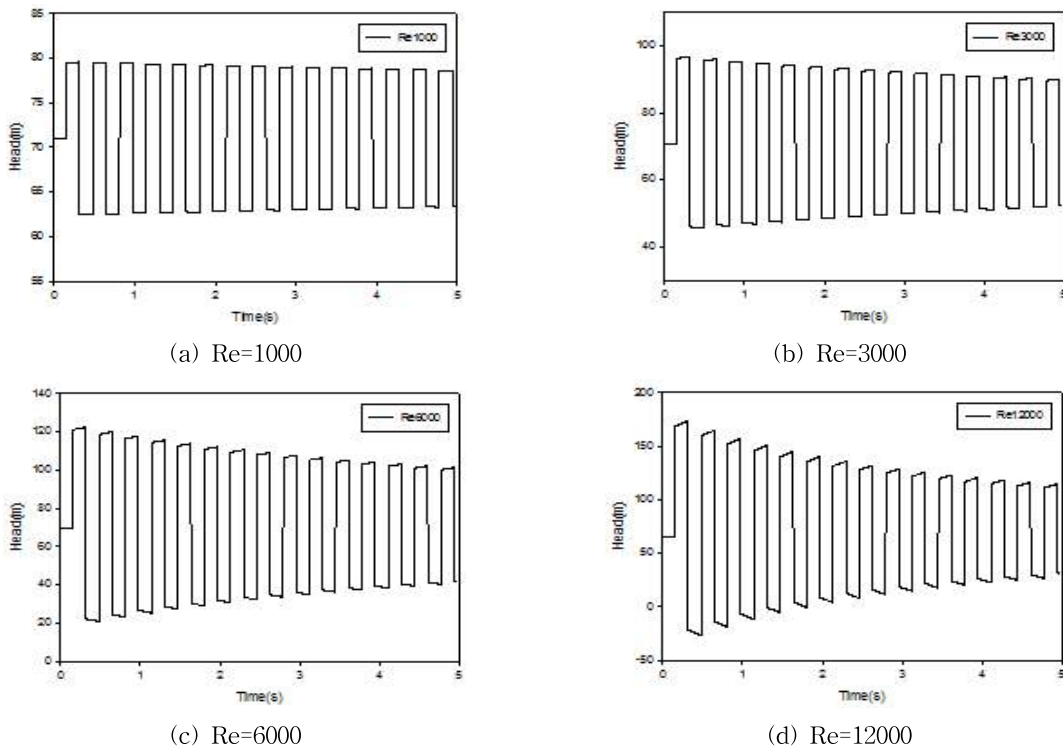 85
80
75
70
65
60
55
Head(m)
Re1000
0 1 2 3 4 5
Time(s)
(a) Re=1000
100
80
60
40
Head(m)
Re3000
0 1 2 3 4 5
Time(s)
(b) Re=3000
140
120
100
80
60
40
20
0
Head(m)
Re6000
0 1 2 3 4 5
Time(s)
(c) Re=6000
200
150
100
50
0
-50
Head(m)
Re12000
0 1 2 3 4 5
Time(s)
(d) Re=12000